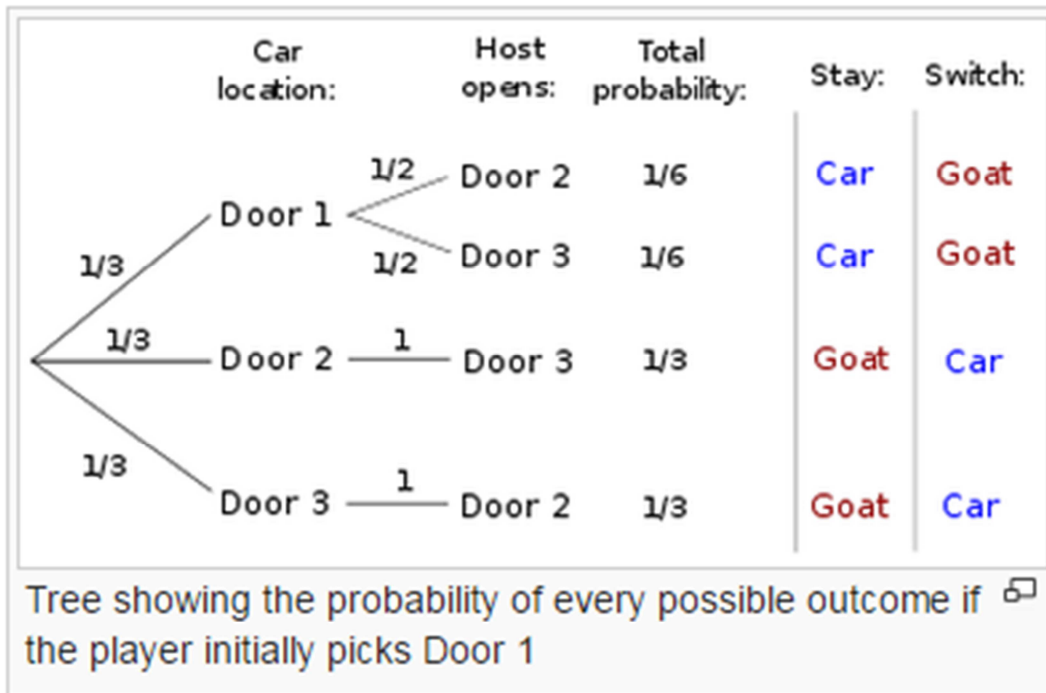 Car location: Host opens: Total probability: Stay: Switch:
1/2 Door 2 1/6 Car Goat
1/3 Door 1
1/2 Door 3 1/6 Car Goat
1/3 Door 2 1 Door 3 1/3 Goat Car
1/3 Door 3 1 Door 2 1/3 Goat Car
Tree showing the probability of every possible outcome if
the player initially picks Door 1